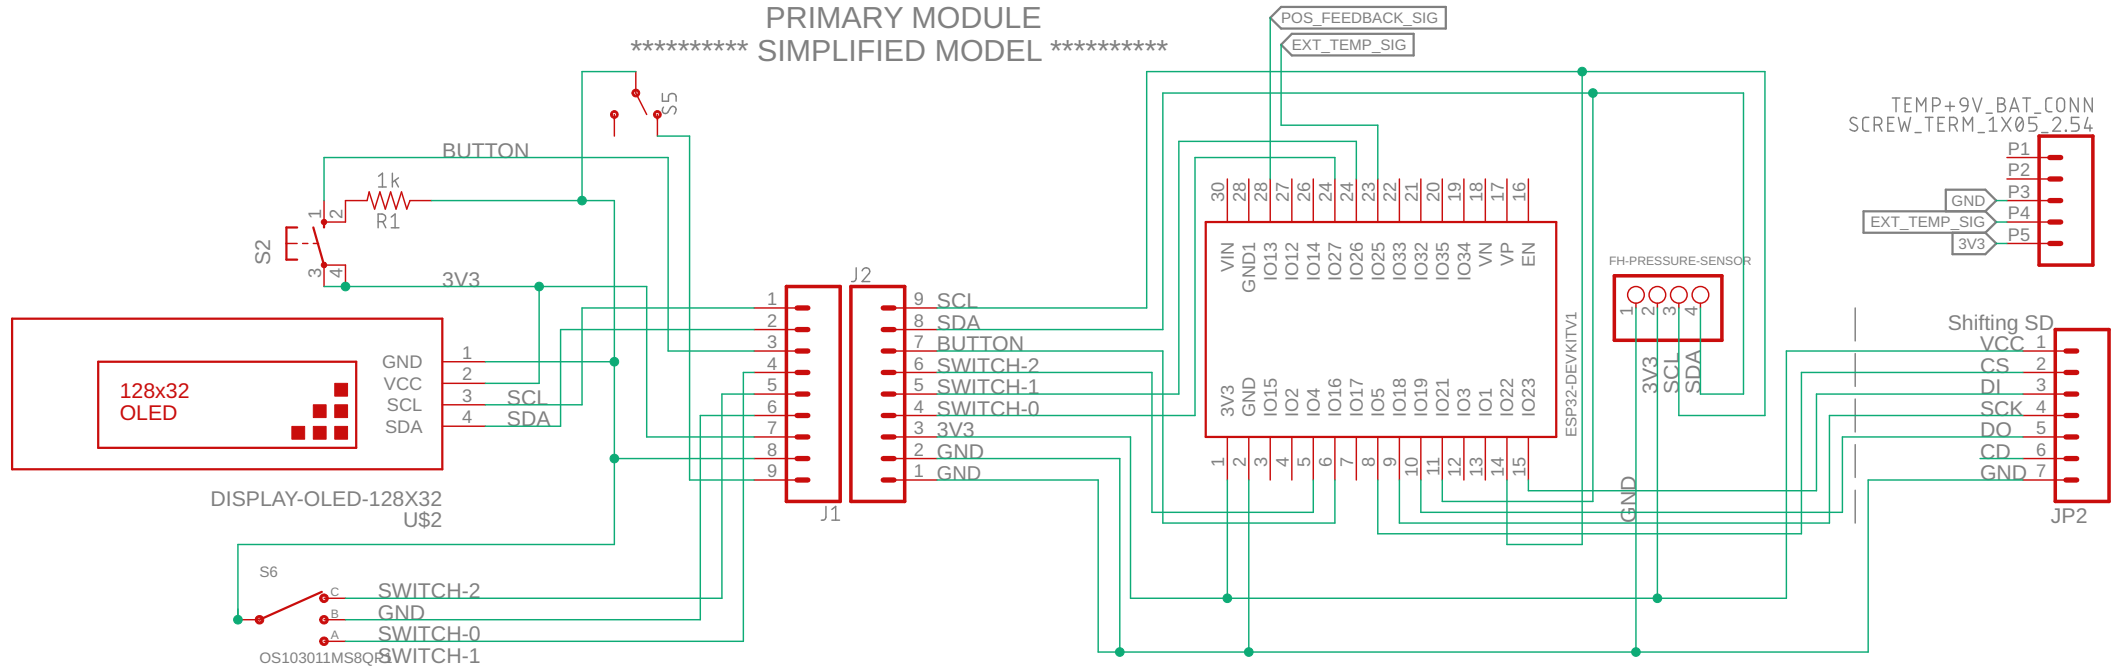 PRIMARY MODULE
********** SIMPLIFIED MODEL **********
POS_FEEDBACK_SIG
EXT_TEMP_SIG
S5
BUTTON
1k
R1
1
2
S2
3
4
3V3
128x32
OLED
GND 1
VCC 2
SCL 3 SCL
SDA 4 SDA
DISPLAY-OLED-128X32
U$2
S6
C SWITCH-2
B GND
A SWITCH-0
SWITCH-1
1
2
3
4
5
6
7
8
9
J1
J2
9 SCL
8 SDA
7 BUTTON
6 SWITCH-2
5 SWITCH-1
4 SWITCH-0
3 3V3
2 GND
1 GND
30 28 28 27 26 24 24 23 22 21 20 19 18 17 16
VIN GND1 IO13 IO12 IO14 IO27 IO26 IO25 IO33 IO32 IO35 IO34 VN VP EN
3V3 GND IO15 IO2 IO4 IO16 IO17 IO5 IO18 IO19 IO21 IO3 IO1 IO22 IO23
1 2 3 4 5 6 7 8 9 10 11 12 13 14 15
ESP32-DEVKITV1
FH-PRESSURE-SENSOR
1 2 3 4
GND 3V3 SCL SDA
TEMP+9V_BAT_CONN
SCREW_TERM_1X05_2.54
P1
P2
GND P3
EXT_TEMP_SIG P4
3V3 P5
Shifting SD
VCC 1
CS 2
DI 3
SCK 4
DO 5
CD 6
GND 7
JP2